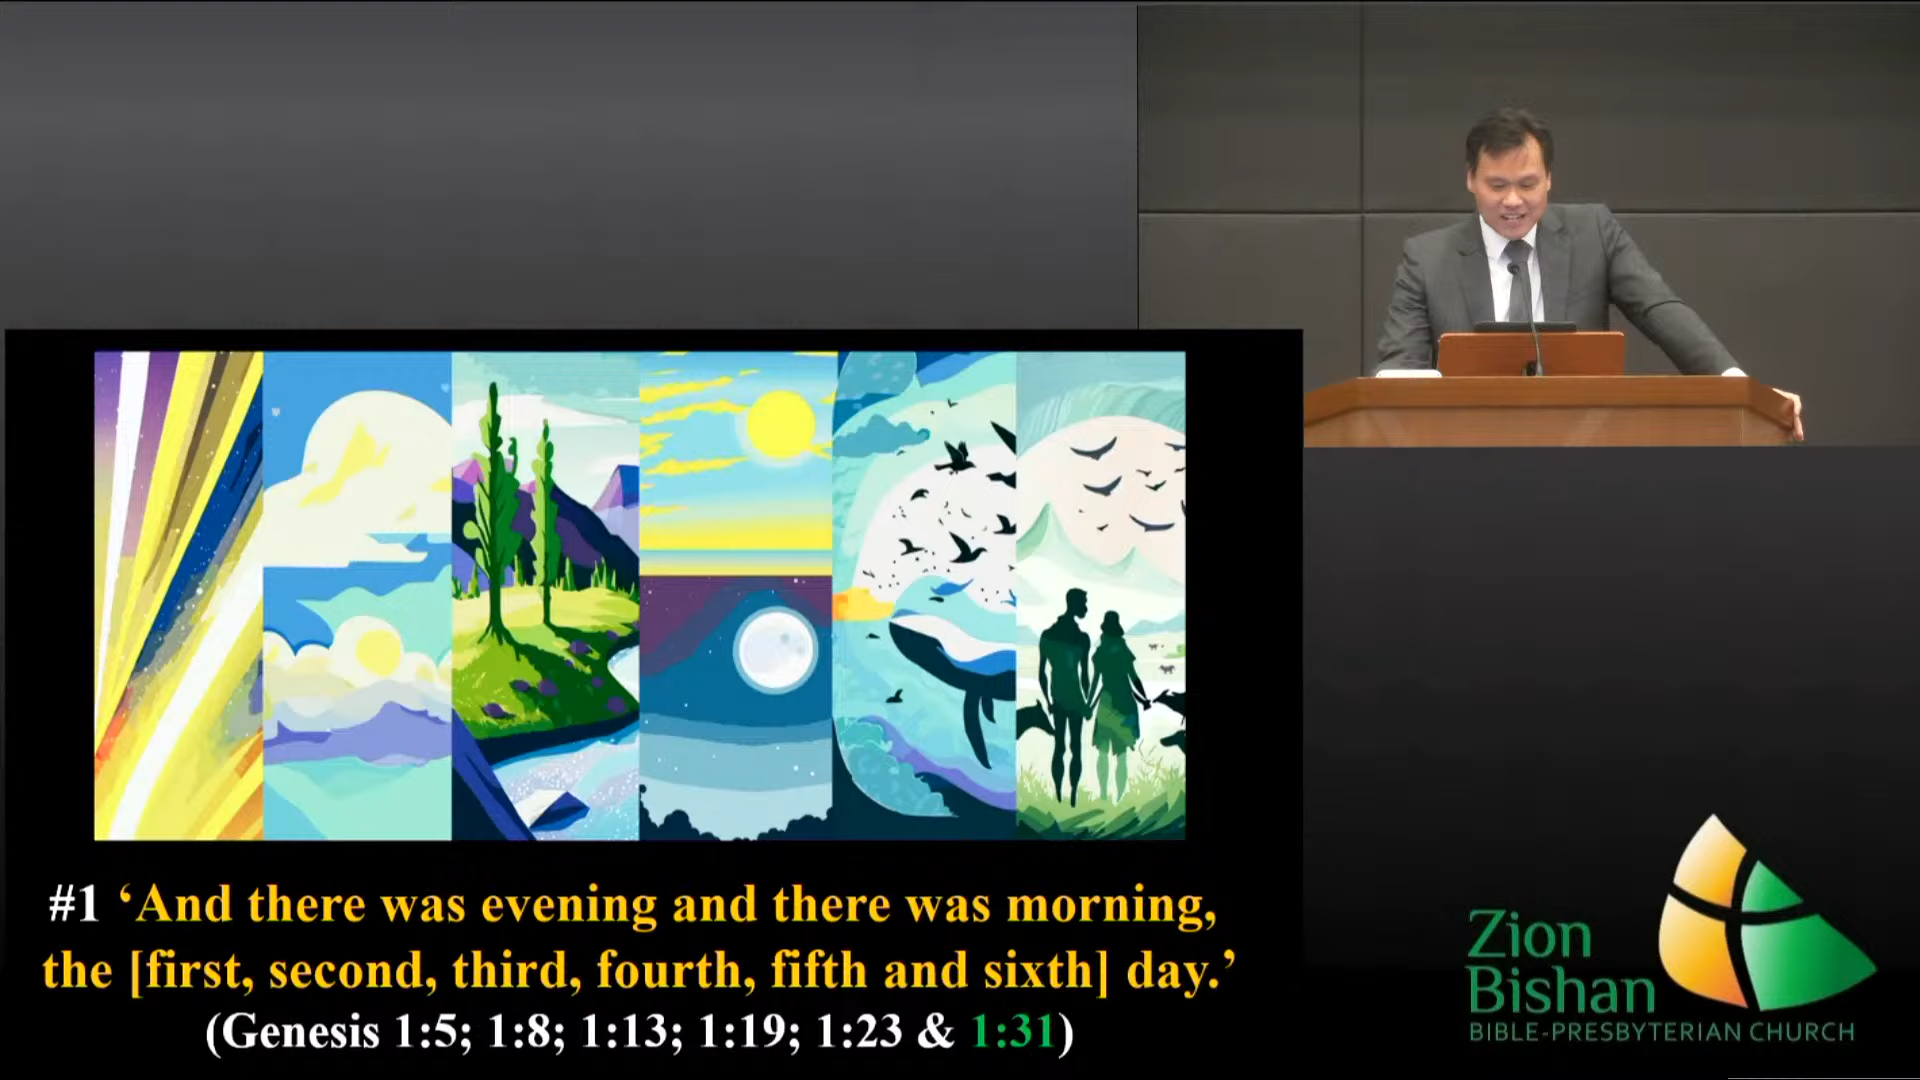 #1 ‘And there was evening and there was morning,
the [first, second, third, fourth, fifth and sixth] day.’
(Genesis 1:5; 1:8; 1:13; 1:19; 1:23 & 1:31)
Zion
Bishan
BIBLE-PRESBYTERIAN CHURCH